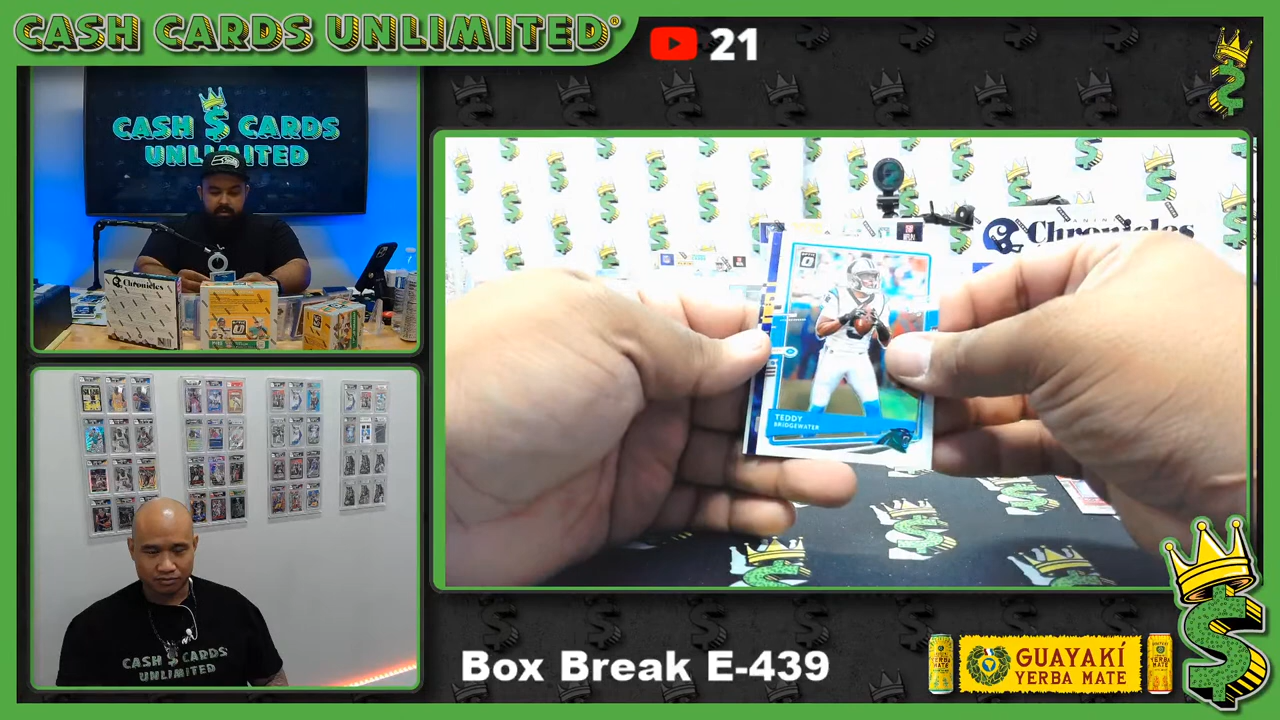 CASH CARDS UNLIMITED®
21
CASH $ CARDS
UNLIMITED
Chronicles
CASH CARDS
UNLIMITED
Chronicles
TEDDY
BRIDGEWATER
Box Break E-439
GUAYAKÍ
YERBA MATE